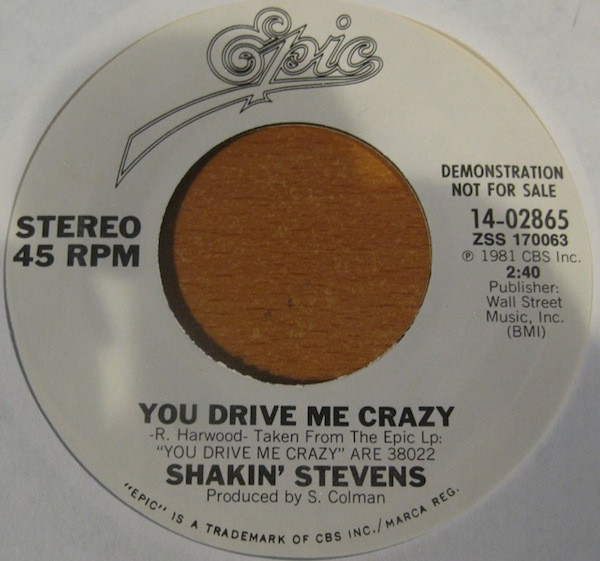 Epic
DEMONSTRATION
NOT FOR SALE
STEREO
45 RPM
14-02865
ZSS 170063
℗ 1981 CBS Inc.
2:40
Publisher:
Wall Street
Music, Inc.
(BMI)
YOU DRIVE ME CRAZY
-R. Harwood- Taken From The Epic Lp:
"YOU DRIVE ME CRAZY" ARE 38022
SHAKIN' STEVENS
Produced by S. Colman
"EPIC" IS A TRADEMARK OF CBS INC./MARCA REG.